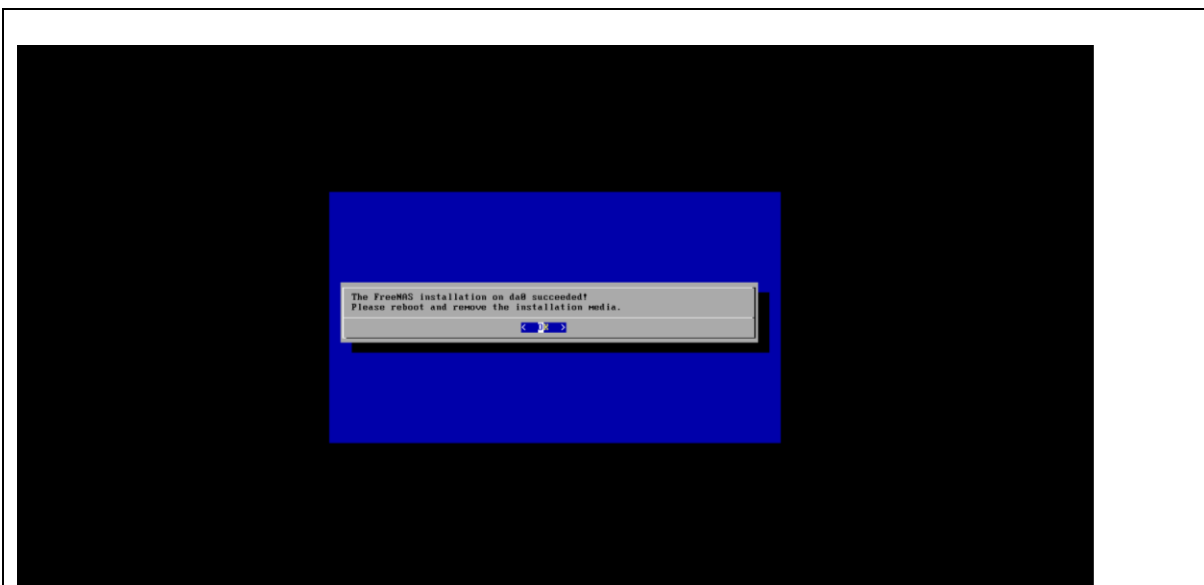 The FreeNAS installation on da0 succeeded!
Please reboot and remove the installation media.
< OK >